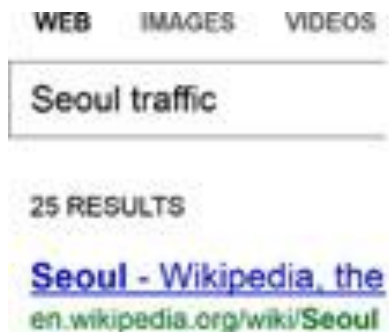 WEB IMAGES VIDEOS
Seoul traffic
25 RESULTS
Seoul - Wikipedia, the
en.wikipedia.org/wiki/Seoul